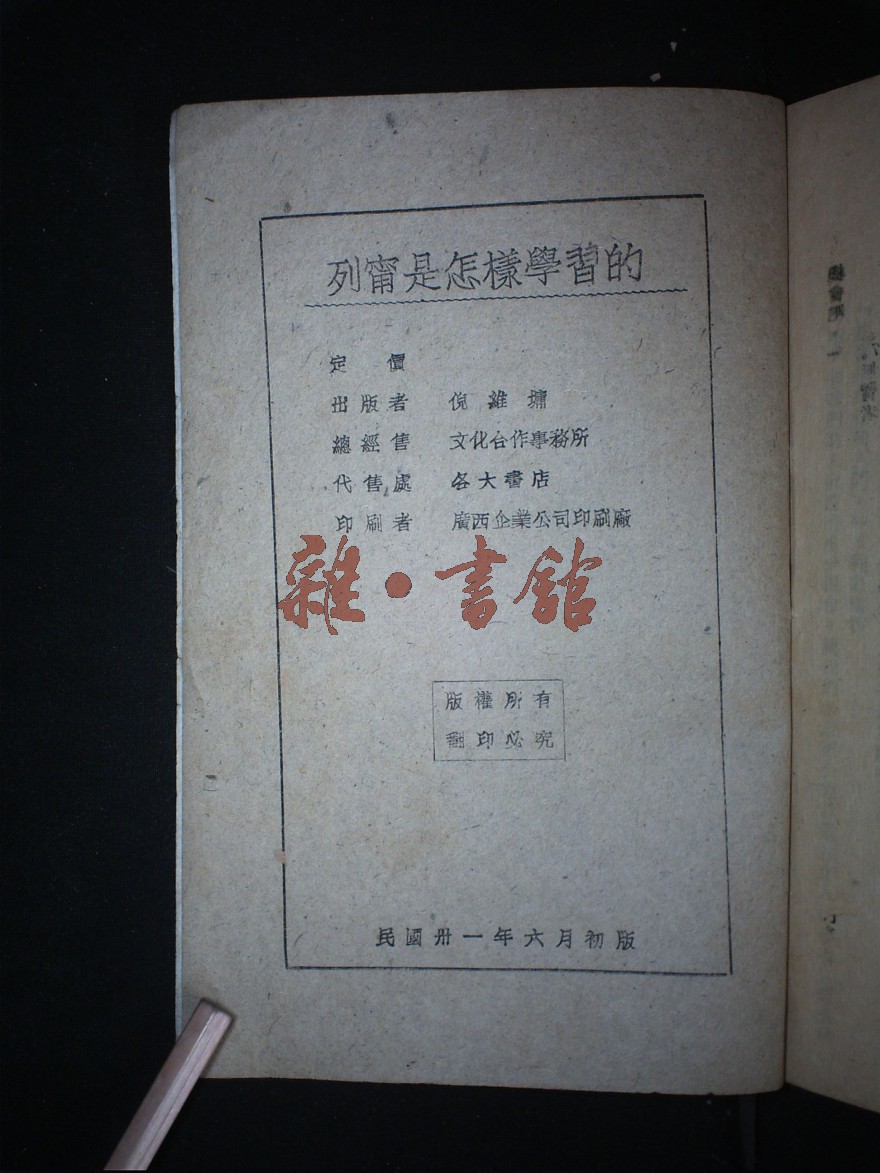 列甯是怎樣學習的
定價
出版者 倪維墉
總經售 文化合作事務所
代售處 各大書店
印刷者 廣西企業公司印刷廠
雜·書館
版權所有
翻印必究
民國卅一年六月初版